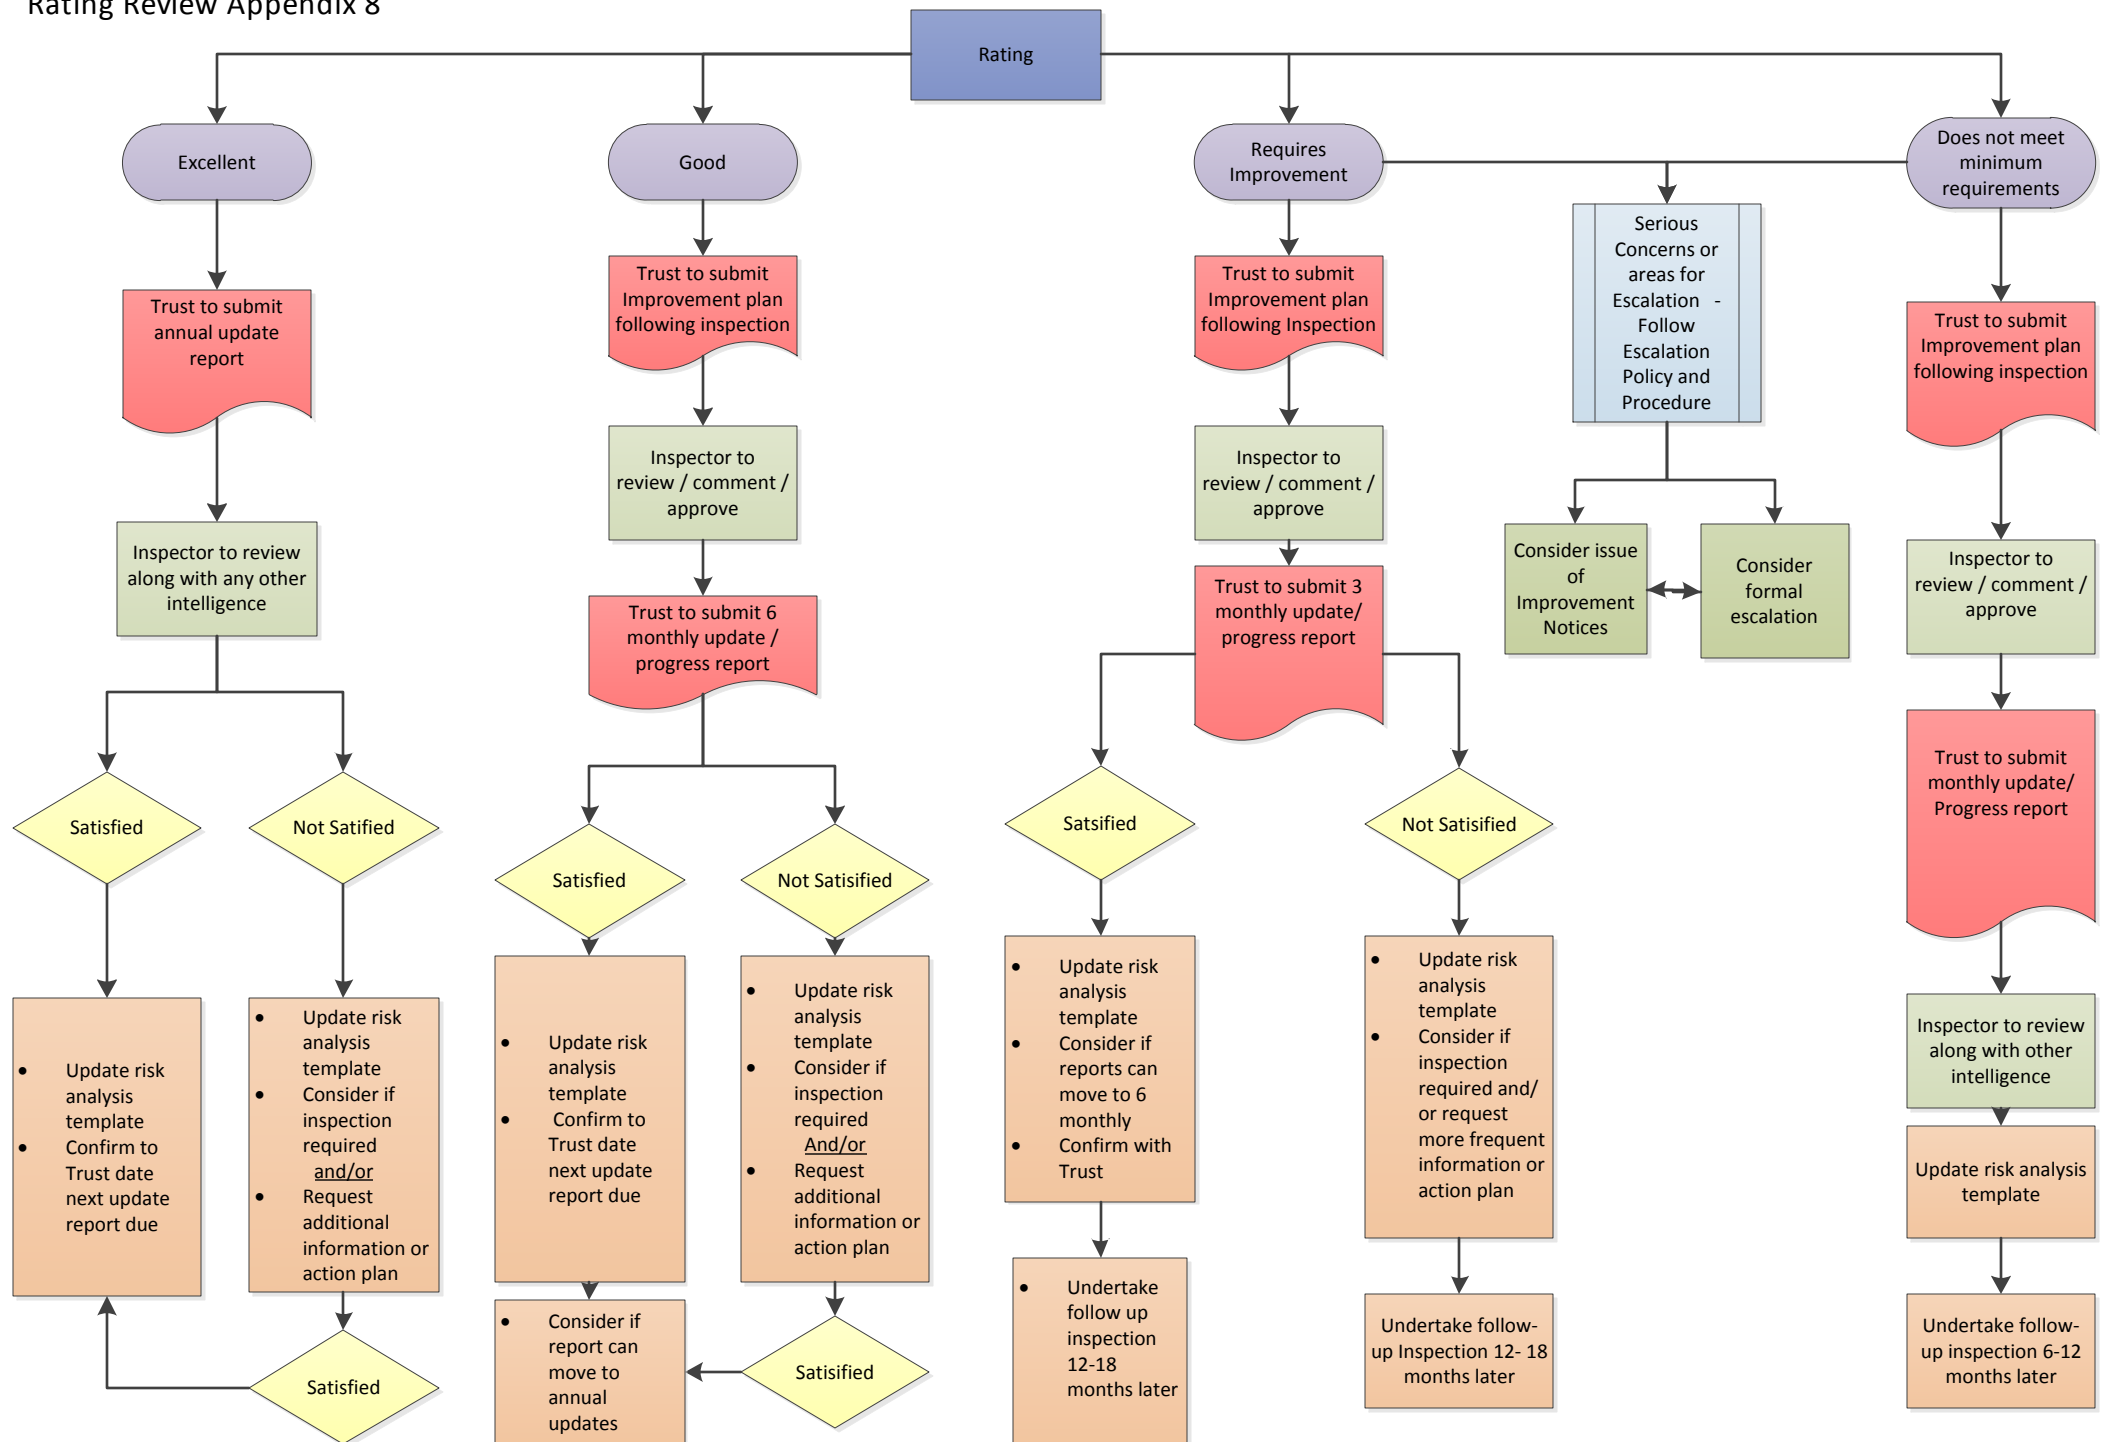 Rating Review Appendix 8
Rating
Excellent
Good
Requires
Improvement
Does not meet
minimum
requirements
Trust to submit
annual update
report
Inspector to review
along with any other
intelligence
Satisfied
Not Satified
• Update risk
analysis
template
• Confirm to
Trust date
next update
report due
• Update risk
analysis
template
• Consider if
inspection
required
and/or
• Request
additional
information or
action plan
Satisfied
Trust to submit
Improvement plan
following inspection
Inspector to
review / comment /
approve
Trust to submit 6
monthly update /
progress report
Satisfied
Not Satisified
• Update risk
analysis
template
• Confirm to
Trust date
next update
report due
• Update risk
analysis
template
• Consider if
inspection
required
And/or
• Request
additional
information or
action plan
• Consider if
report can
move to
annual
updates
Satisified
Trust to submit
Improvement plan
following Inspection
Inspector to
review / comment /
approve
Trust to submit 3
monthly update/
progress report
Satsified
Not Satisified
• Update risk
analysis
template
• Consider if
reports can
move to 6
monthly
• Confirm with
Trust
• Update risk
analysis
template
• Consider if
inspection
required and/
or request
more frequent
information or
action plan
• Undertake
follow up
inspection
12-18
months later
Undertake follow-
up Inspection 12- 18
months later
Serious
Concerns or
areas for
Escalation -
Follow
Escalation
Policy and
Procedure
Consider issue
of
Improvement
Notices
Consider
formal
escalation
Trust to submit
Improvement plan
following inspection
Inspector to
review / comment /
approve
Trust to submit
monthly update/
Progress report
Inspector to review
along with other
intelligence
Update risk analysis
template
Undertake follow-
up inspection 6-12
months later